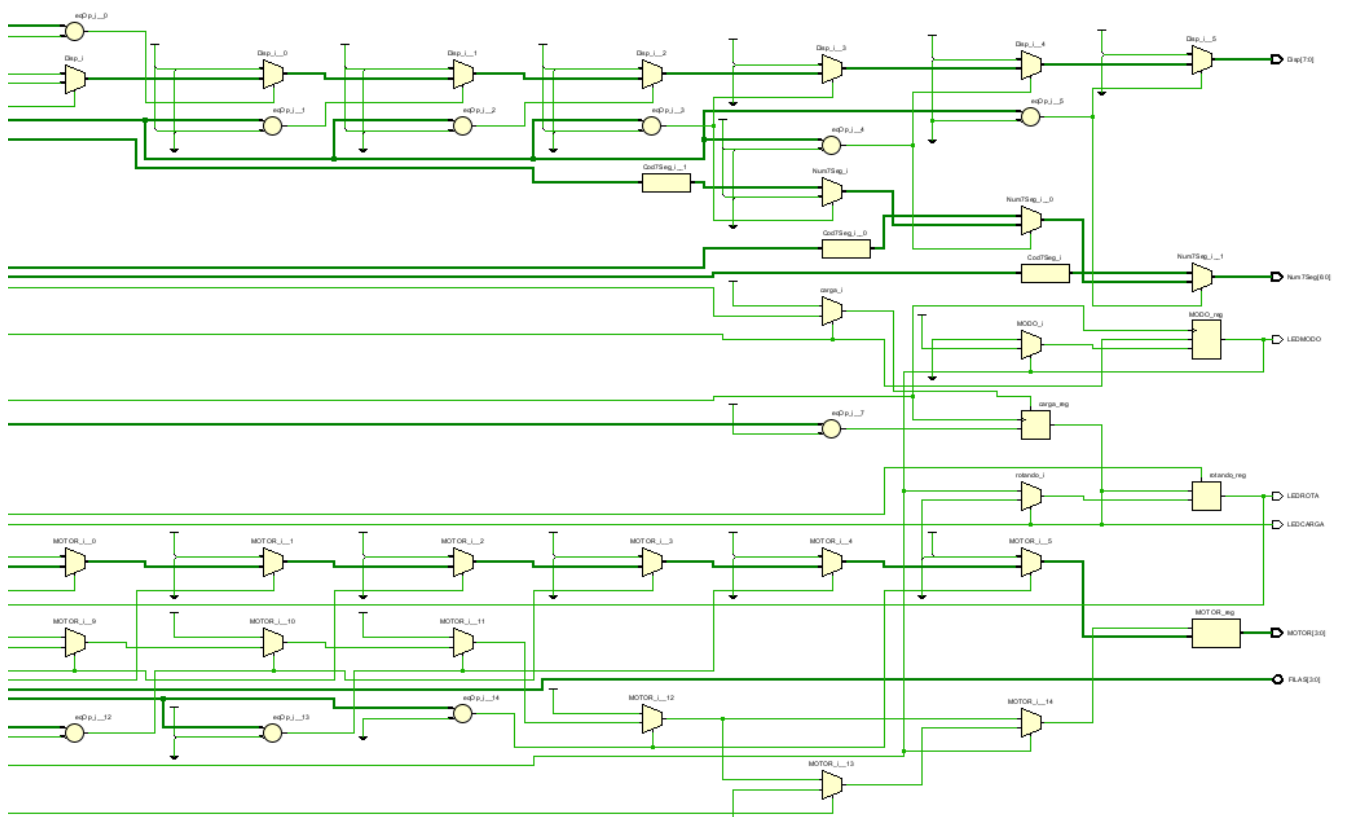 eqOp_i__0
Disp_i
Disp_i__0
Disp_i__1
Disp_i__2
Disp_i__3
Disp_i__4
Disp_i__5
Disp[7:0]
eqOp_i__1
eqOp_i__2
eqOp_i__3
eqOp_i__4
eqOp_i__5
Cod7Seg_i__1
Num7Seg_i
Num7Seg_i__0
Cod7Seg_i__0
Cod7Seg_i
Num7Seg_i__1
Num7Seg[6:0]
carga_i
MODO_i
MODO_reg
LEDMODO
carga_reg
eqOp_i__7
rotando_i
rotando_reg
LEDROTA
LEDCARGA
MOTOR_i__0
MOTOR_i__1
MOTOR_i__2
MOTOR_i__3
MOTOR_i__4
MOTOR_i__5
MOTOR_reg
MOTOR[3:0]
MOTOR_i__9
MOTOR_i__10
MOTOR_i__11
FILAS[3:0]
eqOp_i__12
eqOp_i__13
eqOp_i__14
MOTOR_i__12
MOTOR_i__14
MOTOR_i__13